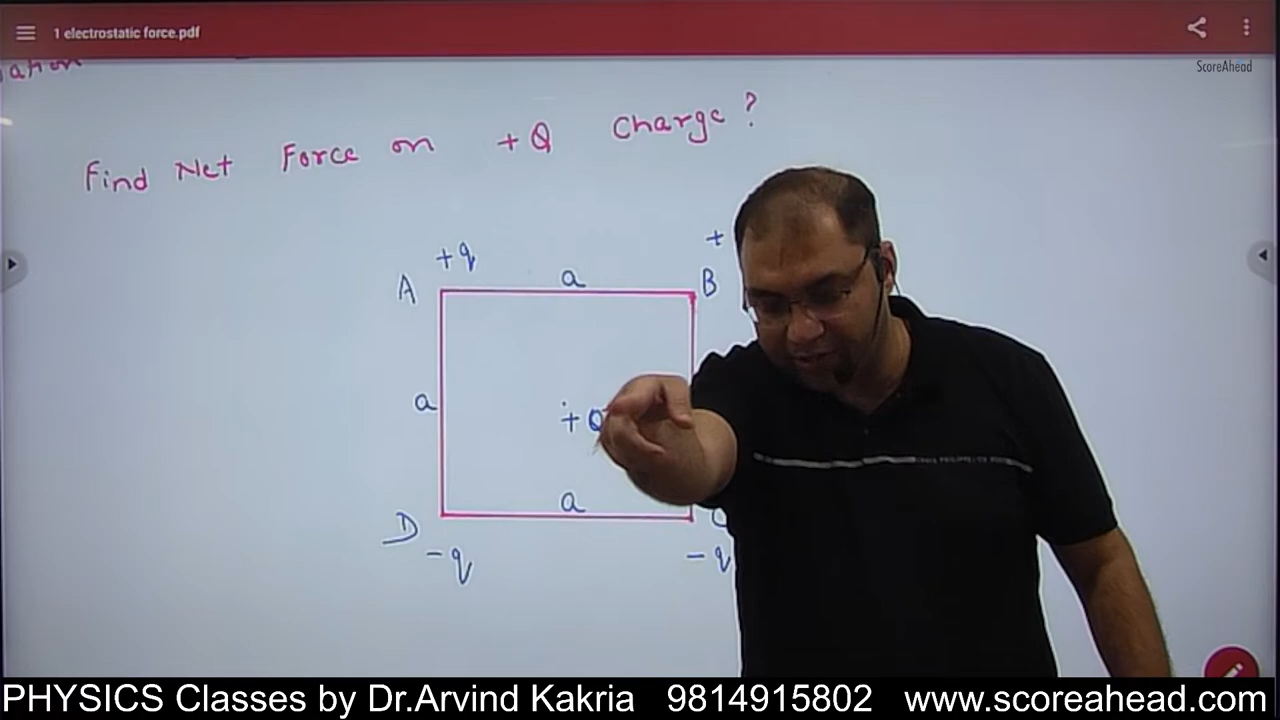 1 electrostatic force.pdf
ScoreAhead
Find Net Force on +Q Charge?
+q +
A a B
a +Q
a
D
-q -q
PHYSICS Classes by Dr.Arvind Kakria 9814915802 www.scoreahead.com